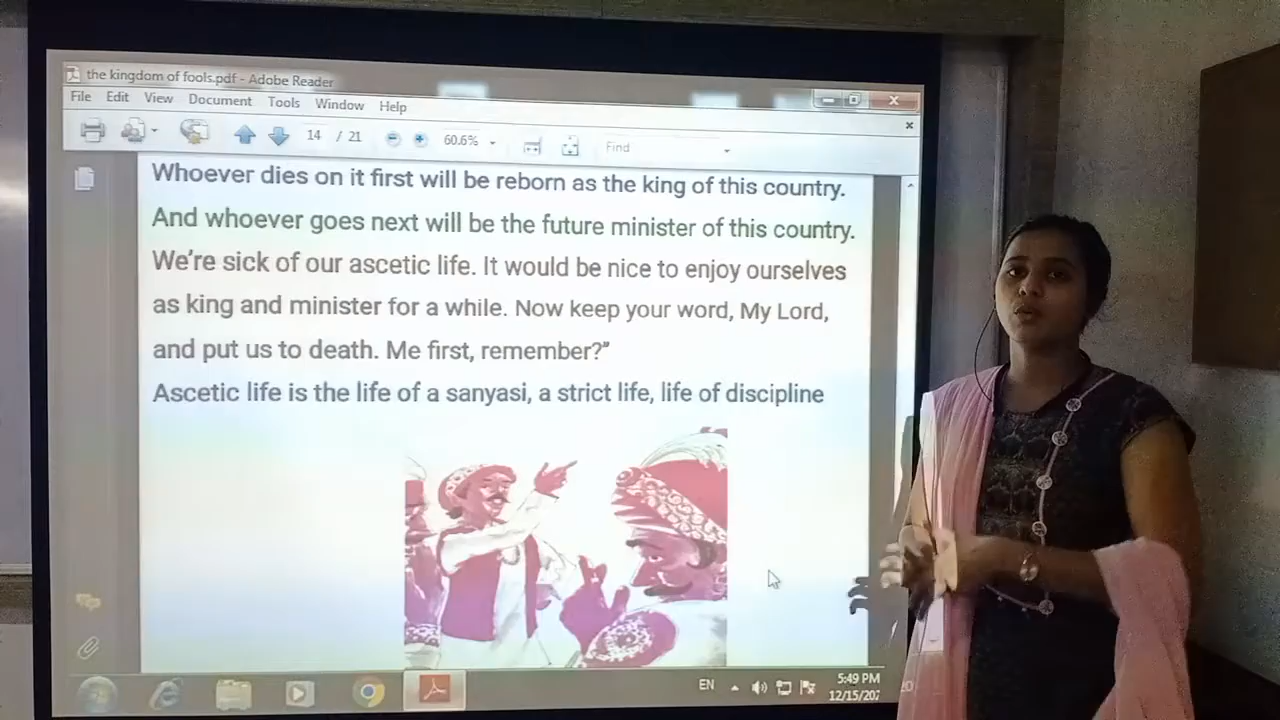 the kingdom of fools.pdf - Adobe Reader
File Edit View Document Tools Window Help
14 / 21 60.6% Find
Whoever dies on it first will be reborn as the king of this country.
And whoever goes next will be the future minister of this country.
We're sick of our ascetic life. It would be nice to enjoy ourselves
as king and minister for a while. Now keep your word, My Lord,
and put us to death. Me first, remember?"
Ascetic life is the life of a sanyasi, a strict life, life of discipline
EN 5:49 PM
12/15/202